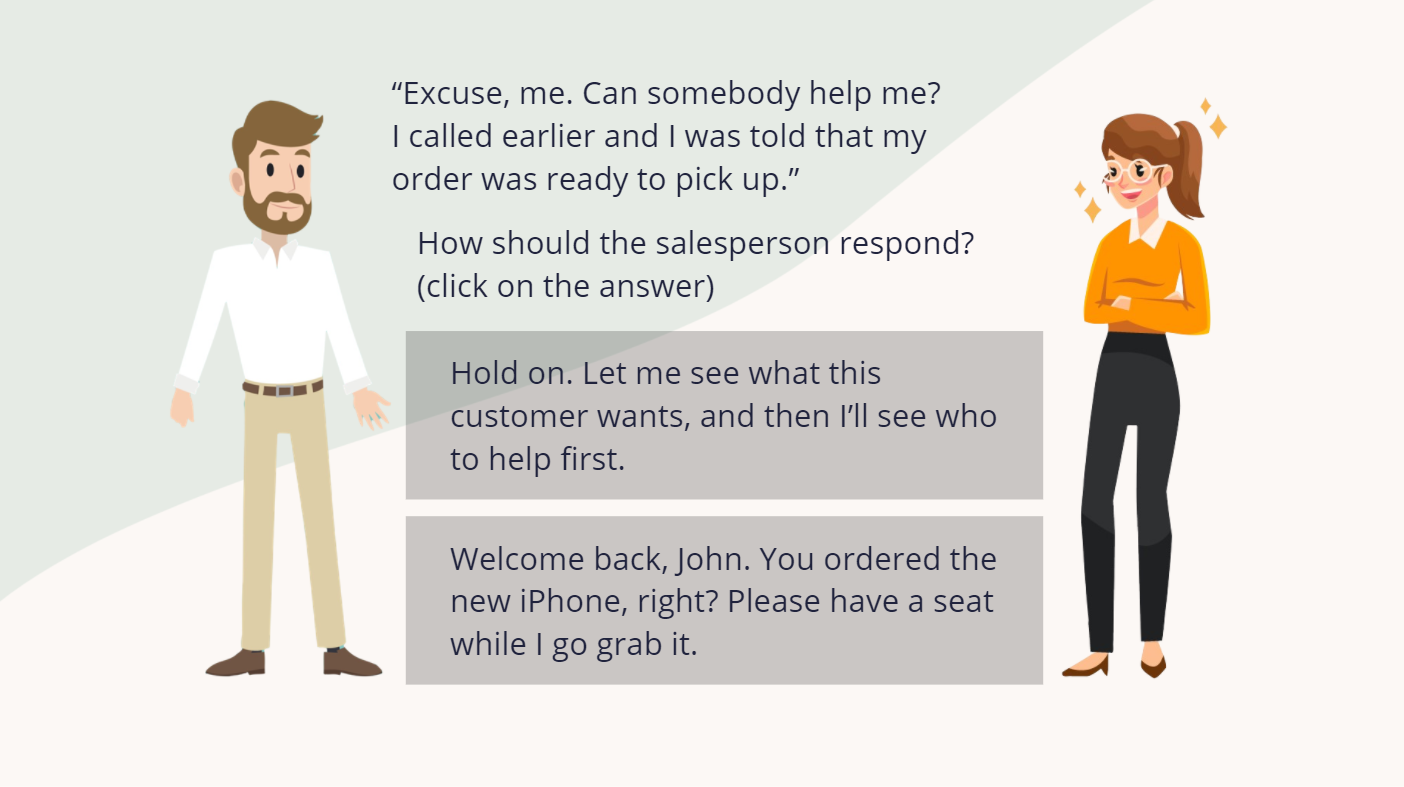 “Excuse, me. Can somebody help me?
I called earlier and I was told that my
order was ready to pick up.”
How should the salesperson respond?
(click on the answer)
Hold on. Let me see what this
customer wants, and then I’ll see who
to help first.
Welcome back, John. You ordered the
new iPhone, right? Please have a seat
while I go grab it.